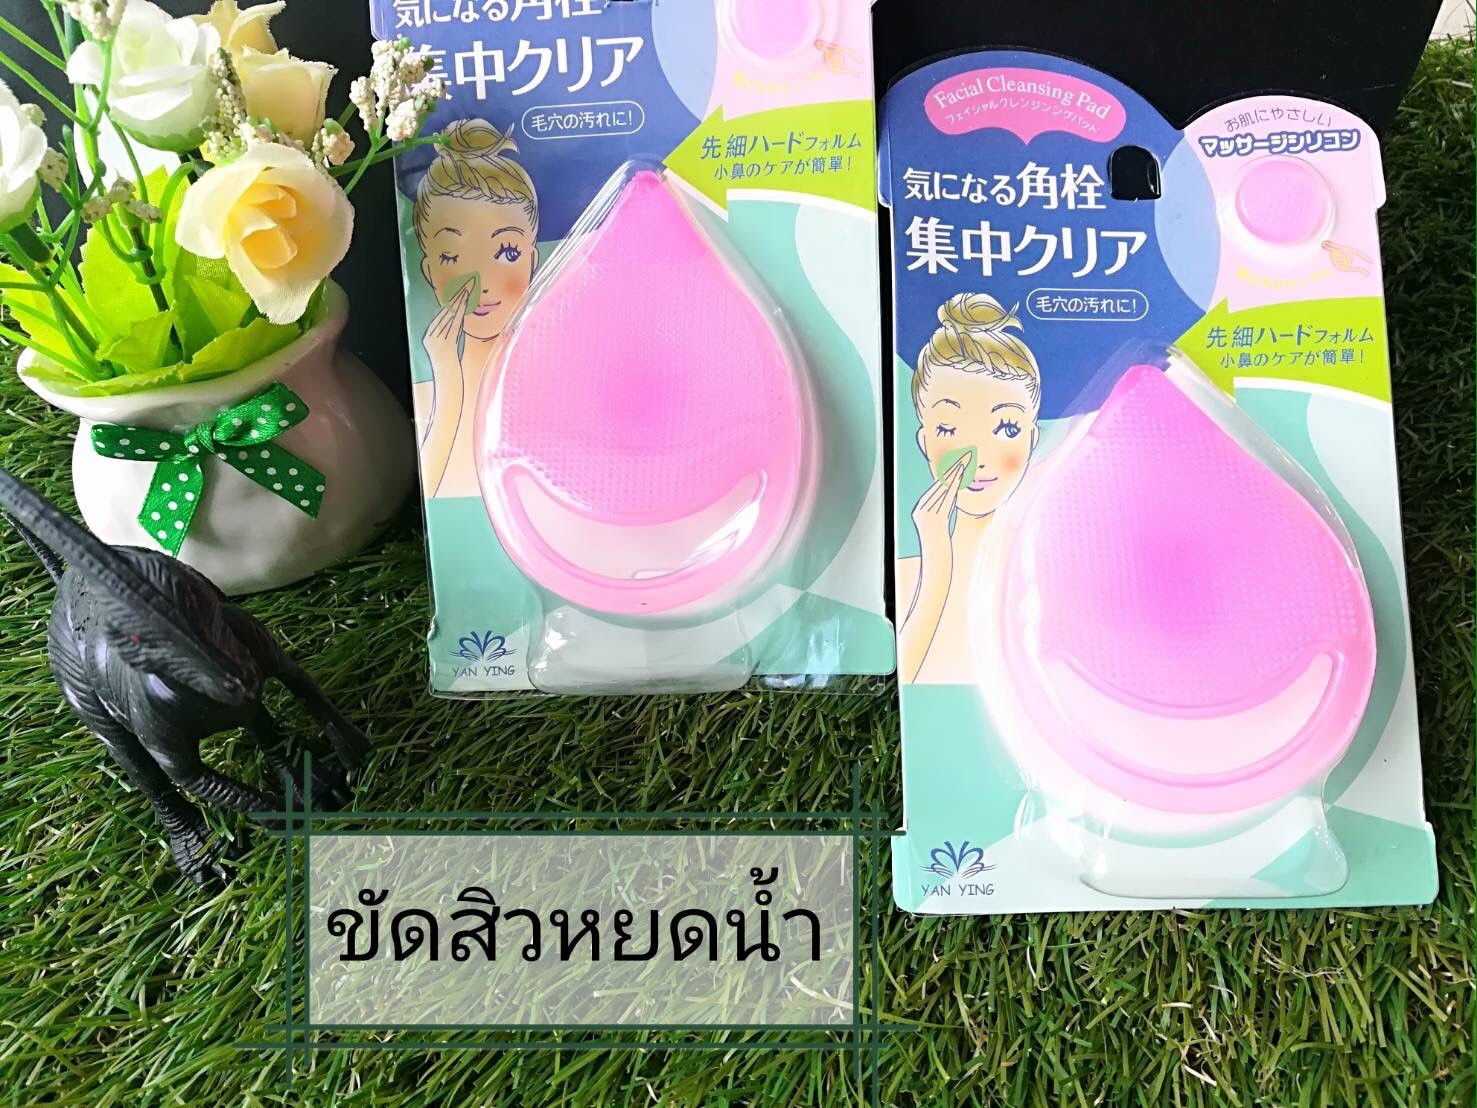 気になる角栓
集中クリア
毛穴の汚れに!
先細ハードフォルム
小鼻のケアが簡単!
YAN YING
Facial Cleansing Pad
フェイシャルクレンジングパット
お肌にやさしい
マッサージシリコン
気になる角栓
集中クリア
毛穴の汚れに!
先細ハードフォルム
小鼻のケアが簡単!
YAN YING
ขัดสิวหยดน้ำ